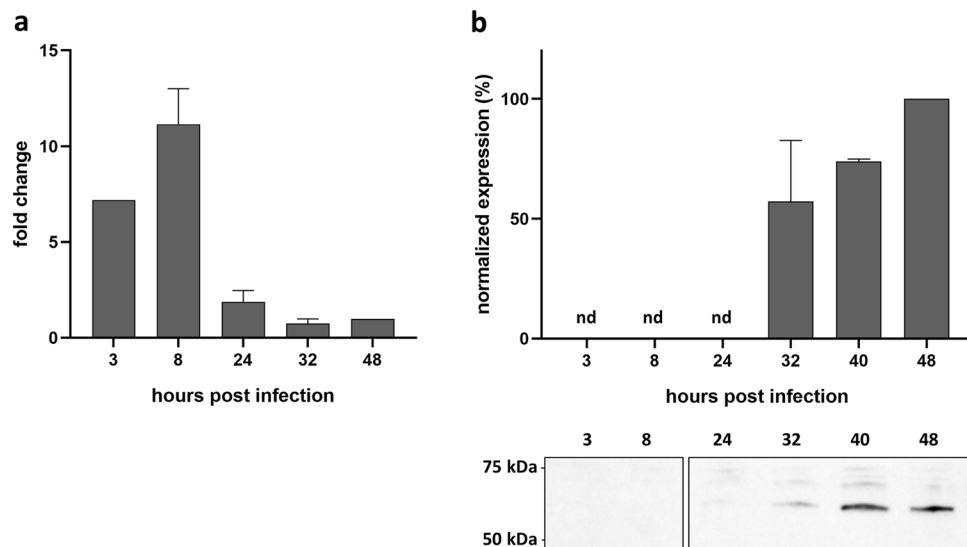 a
fold change
15
10
5
0
3 8 24 32 48
hours post infection
b
normalized expression (%)
100
50
0
nd nd nd
3 8 24 32 40 48
hours post infection
3 8 24 32 40 48
75 kDa
50 kDa